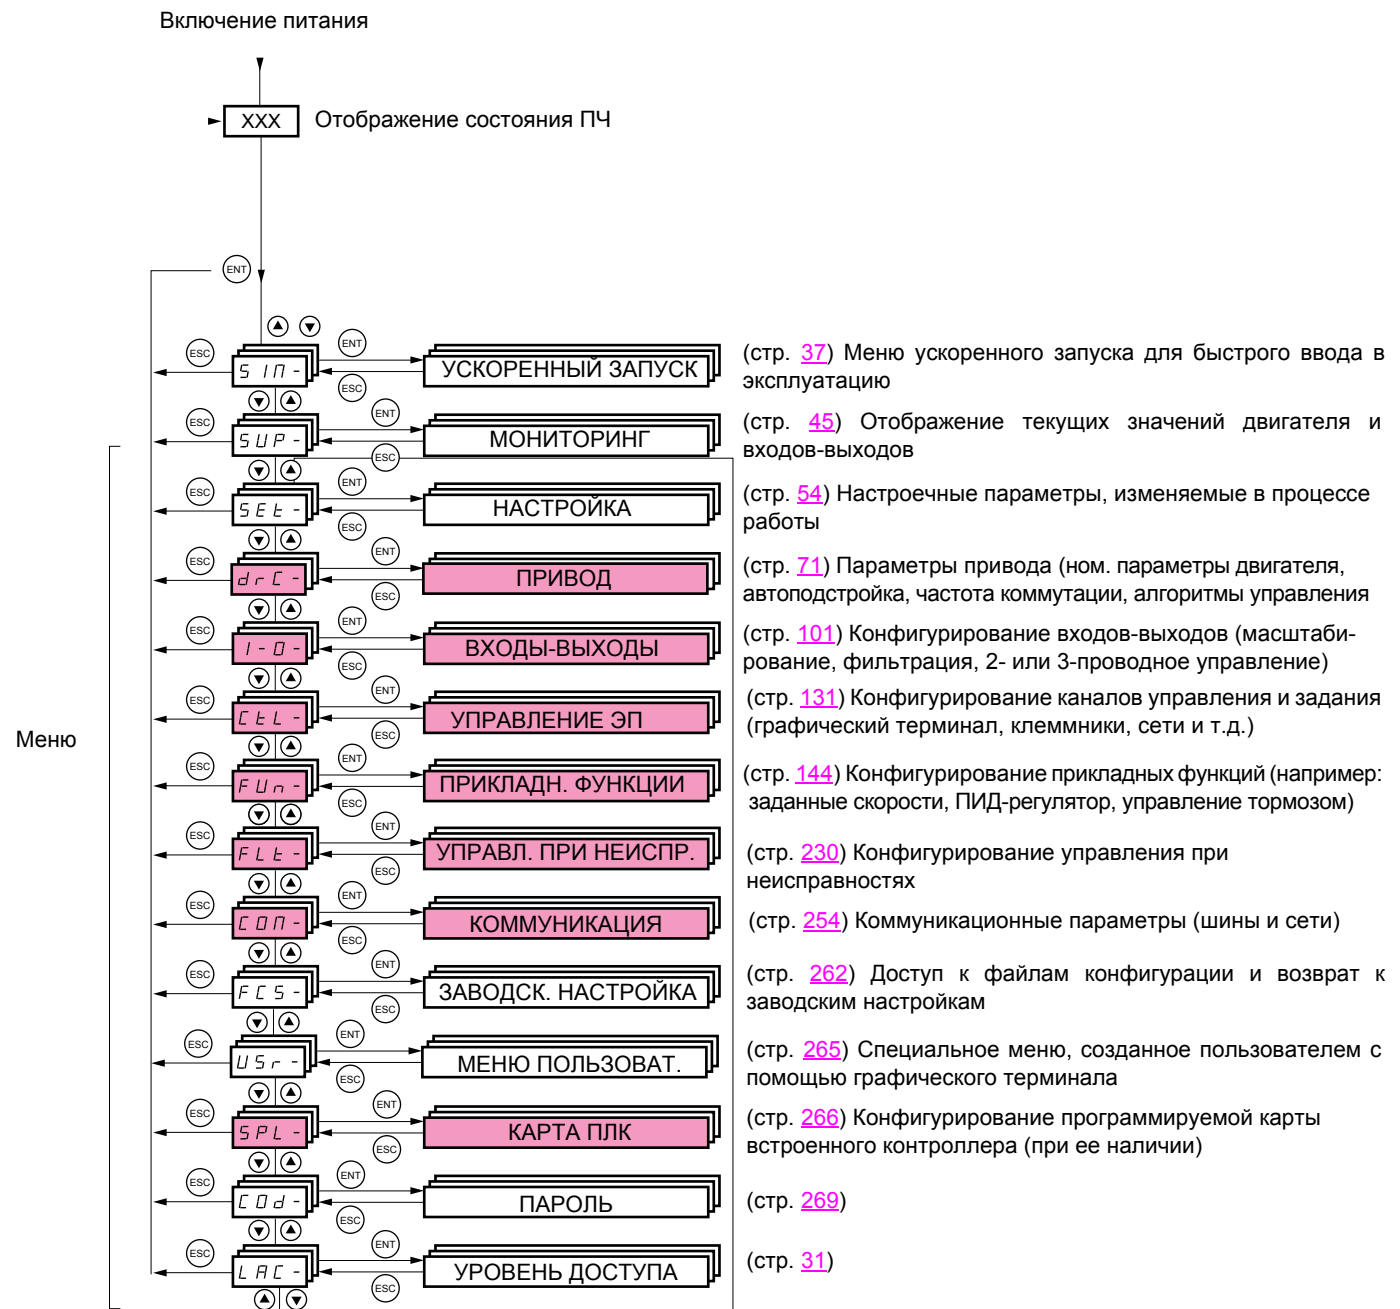 Включение питания
XXX Отображение состояния ПЧ
ENT
ESC SIM- ENT ESC УСКОРЕННЫЙ ЗАПУСК (стр. 37) Меню ускоренного запуска для быстрого ввода в
эксплуатацию
ESC SUP- ENT ESC МОНИТОРИНГ (стр. 45) Отображение текущих значений двигателя и
входов-выходов
ESC SEt- ENT ESC НАСТРОЙКА (стр. 54) Настроечные параметры, изменяемые в процессе
работы
ESC drC- ENT ESC ПРИВОД (стр. 71) Параметры привода (ном. параметры двигателя,
автоподстройка, частота коммутации, алгоритмы управления
ESC I-O- ENT ESC ВХОДЫ-ВЫХОДЫ (стр. 101) Конфигурирование входов-выходов (масштаби-
рование, фильтрация, 2- или 3-проводное управление)
ESC CtL- ENT ESC УПРАВЛЕНИЕ ЭП (стр. 131) Конфигурирование каналов управления и задания
(графический терминал, клеммники, сети и т.д.)
Меню
ESC FUn- ENT ESC ПРИКЛАДН. ФУНКЦИИ (стр. 144) Конфигурирование прикладных функций (например:
заданные скорости, ПИД-регулятор, управление тормозом)
ESC FLt- ENT ESC УПРАВЛ. ПРИ НЕИСПР. (стр. 230) Конфигурирование управления при
неисправностях
ESC COM- ENT ESC КОММУНИКАЦИЯ (стр. 254) Коммуникационные параметры (шины и сети)
ESC FCS- ENT ESC ЗАВОДСК. НАСТРОЙКА (стр. 262) Доступ к файлам конфигурации и возврат к
заводским настройкам
ESC USr- ENT ESC МЕНЮ ПОЛЬЗОВАТ. (стр. 265) Специальное меню, созданное пользователем с
помощью графического терминала
ESC SPL- ENT ESC КАРТА ПЛК (стр. 266) Конфигурирование программируемой карты
встроенного контроллера (при ее наличии)
ESC COd- ENT ESC ПАРОЛЬ (стр. 269)
ESC LAC- ENT ESC УРОВЕНЬ ДОСТУПА (стр. 31)